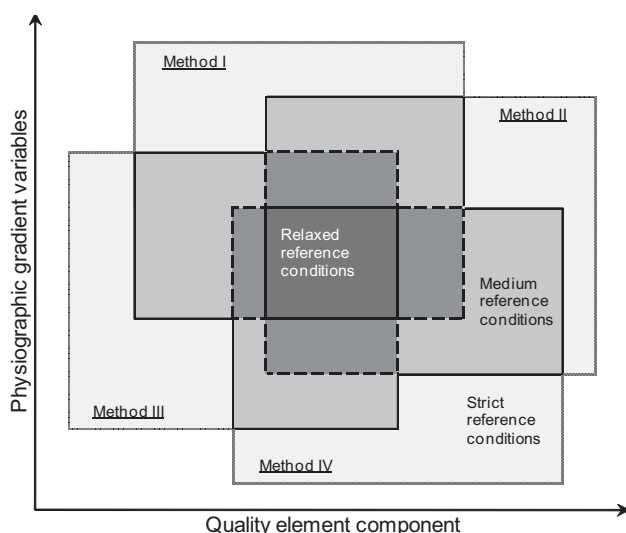 Physiographic gradient variables
Method I
Method II
Relaxed
reference
conditions
Medium
reference
conditions
Method III
Strict
reference
conditions
Method IV
Quality element component